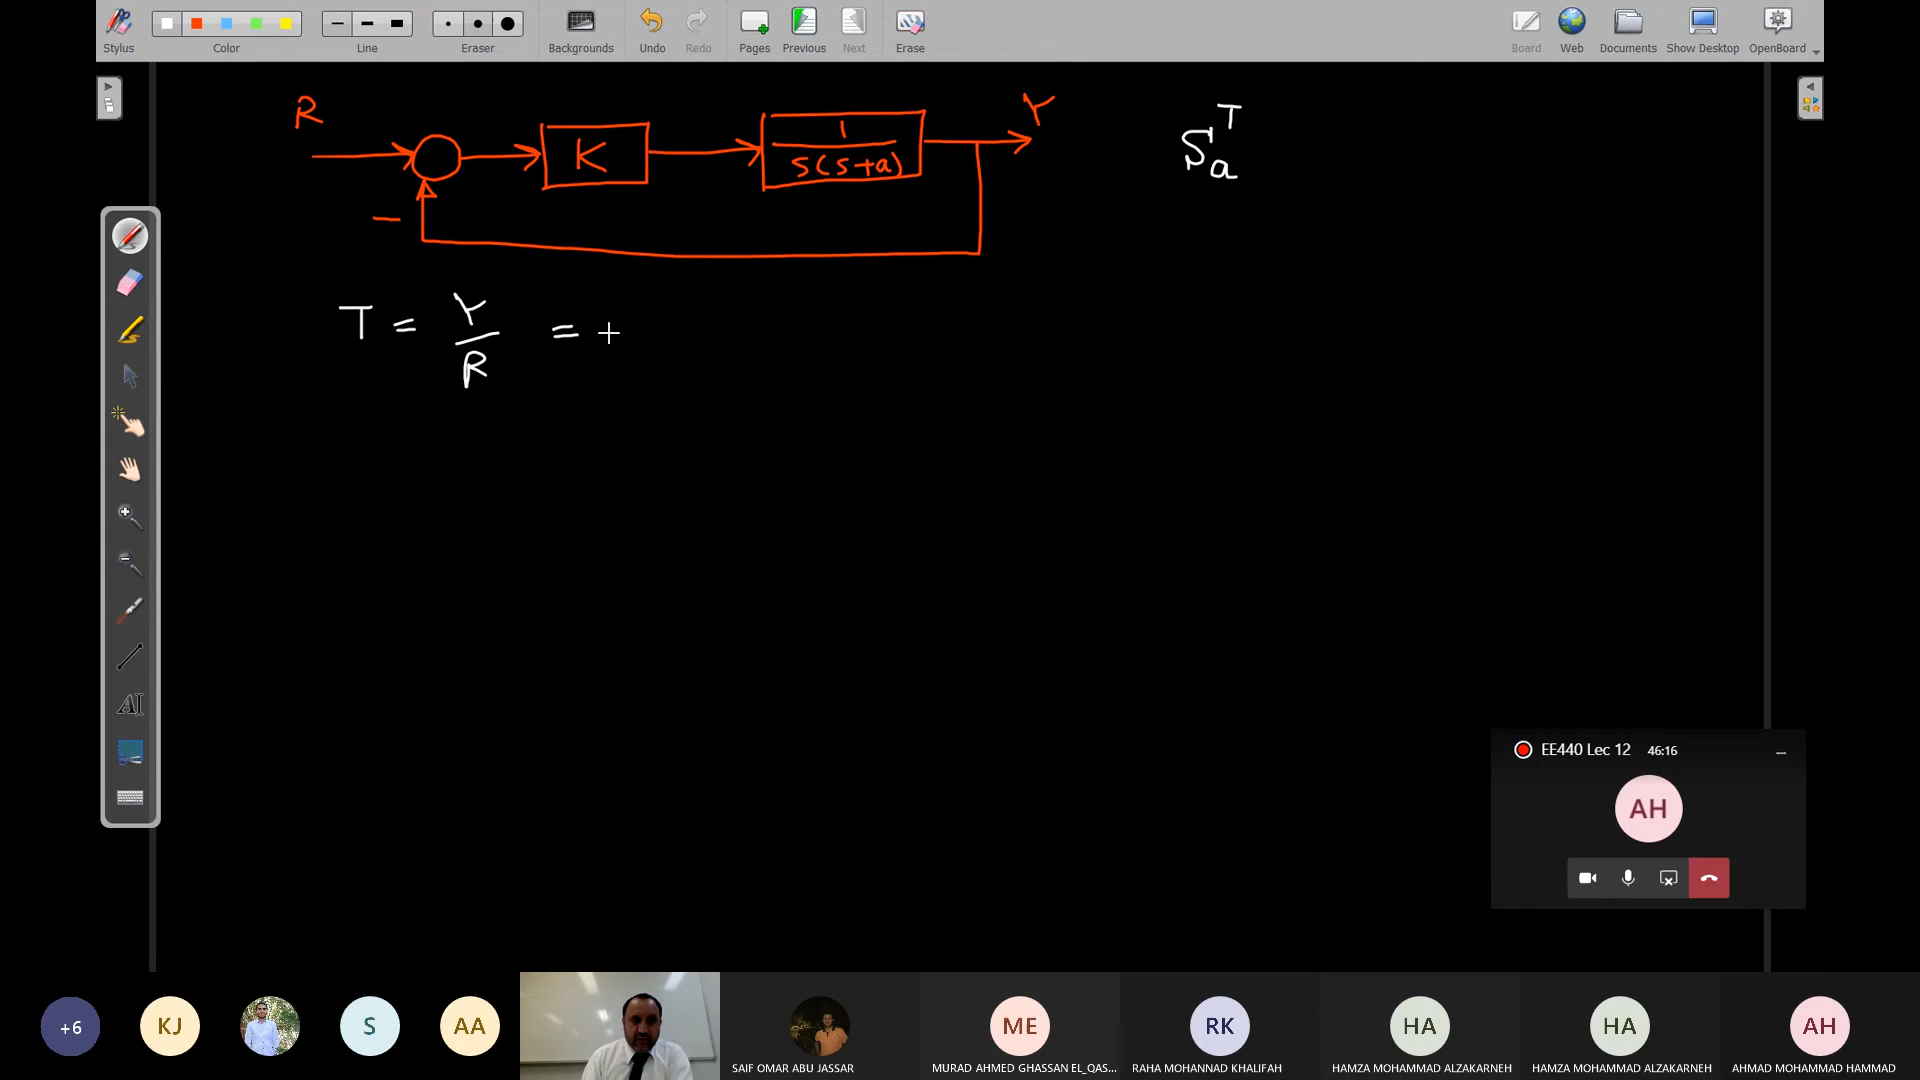 Stylus
Color
Line
Eraser
Backgrounds
Undo
Redo
Pages
Previous
Next
Erase
Board
Web
Documents
Show Desktop
OpenBoard
R
K
1
s(s+a)
Y
−
S_a^T
T = Y/R =
AI
EE440 Lec 12 46:16
AH
+6
KJ
S
AA
ME
RK
HA
HA
AH
SAIF OMAR ABU JASSAR
MURAD AHMED GHASSAN EL_QAS...
RAHA MOHANNAD KHALIFAH
HAMZA MOHAMMAD ALZAKARNEH
HAMZA MOHAMMAD ALZAKARNEH
AHMAD MOHAMMAD HAMMAD